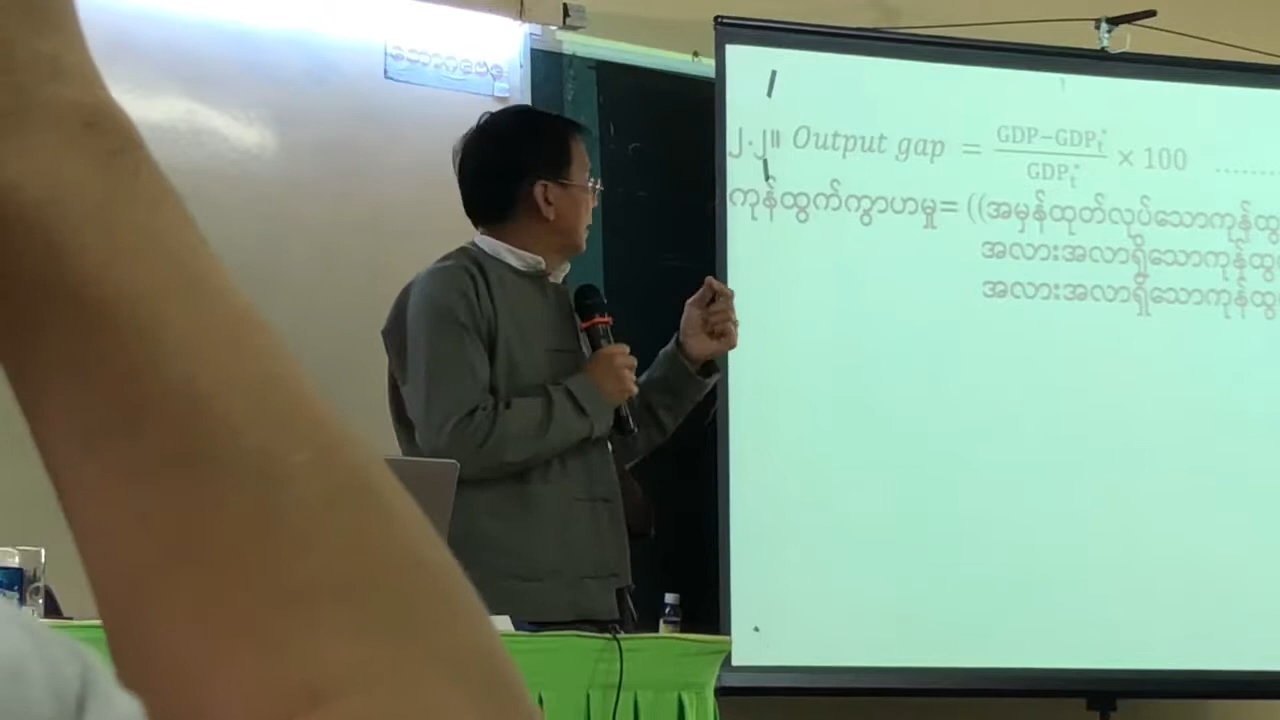 ၂.၂။ Output gap = (GDP−GDPₜ*)/GDPₜ* × 100 ........
ကုန်ထွက်ကွာဟမှု= ((အမှန်ထုတ်လုပ်သောကုန်ထွ
အလားအလာရှိသောကုန်ထွ
အလားအလာရှိသောကုန်ထွ